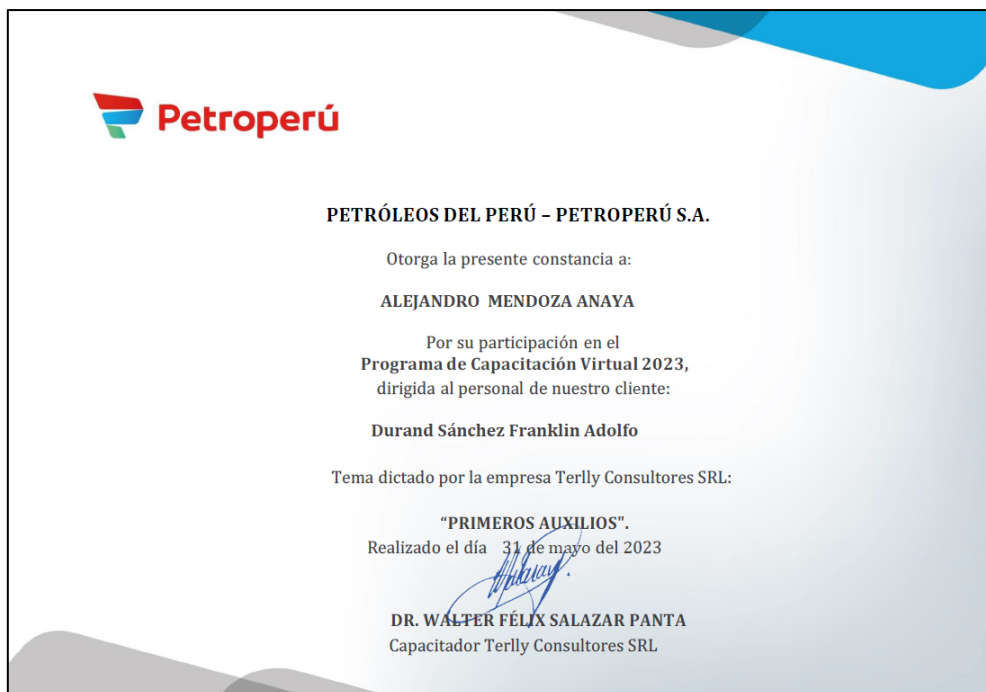 Petroperú
PETRÓLEOS DEL PERÚ – PETROPERÚ S.A.
Otorga la presente constancia a:
ALEJANDRO MENDOZA ANAYA
Por su participación en el
Programa de Capacitación Virtual 2023,
dirigida al personal de nuestro cliente:
Durand Sánchez Franklin Adolfo
Tema dictado por la empresa Terlly Consultores SRL:
“PRIMEROS AUXILIOS".
Realizado el día 31 de mayo del 2023
DR. WALTER FÉLIX SALAZAR PANTA
Capacitador Terlly Consultores SRL